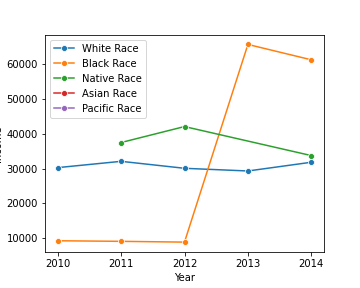 White Race
Black Race
Native Race
Asian Race
Pacific Race
60000
50000
40000
30000
20000
10000
2010 2011 2012 2013 2014
Year